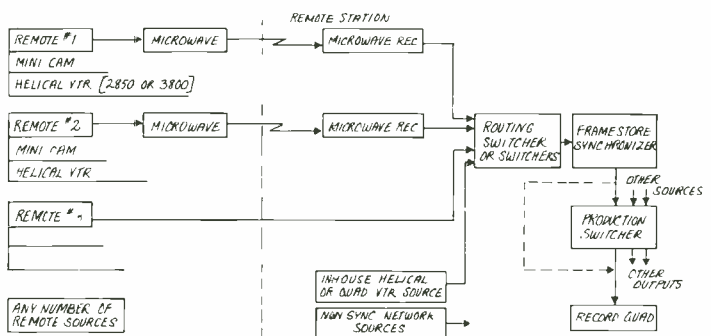 REMOTE STATION
REMOTE #1
MICROWAVE
MICROWAVE REC
MINI CAM
HELICAL VTR [2850 OR 3800]
REMOTE #2
MICROWAVE
MICROWAVE REC
MINI CAM
HELICAL VTR
ROUTING
SWITCHER
OR SWITCHERS
FRAMESTORE
SYNCHRONIZER
OTHER
SOURCES
REMOTE #n
PRODUCTION
SWITCHER
OTHER
OUTPUTS
INHOUSE HELICAL
OR QUAD VTR SOURCE
ANY NUMBER OF
REMOTE SOURCES
NON SYNC NETWORK
SOURCES
RECORD QUAD